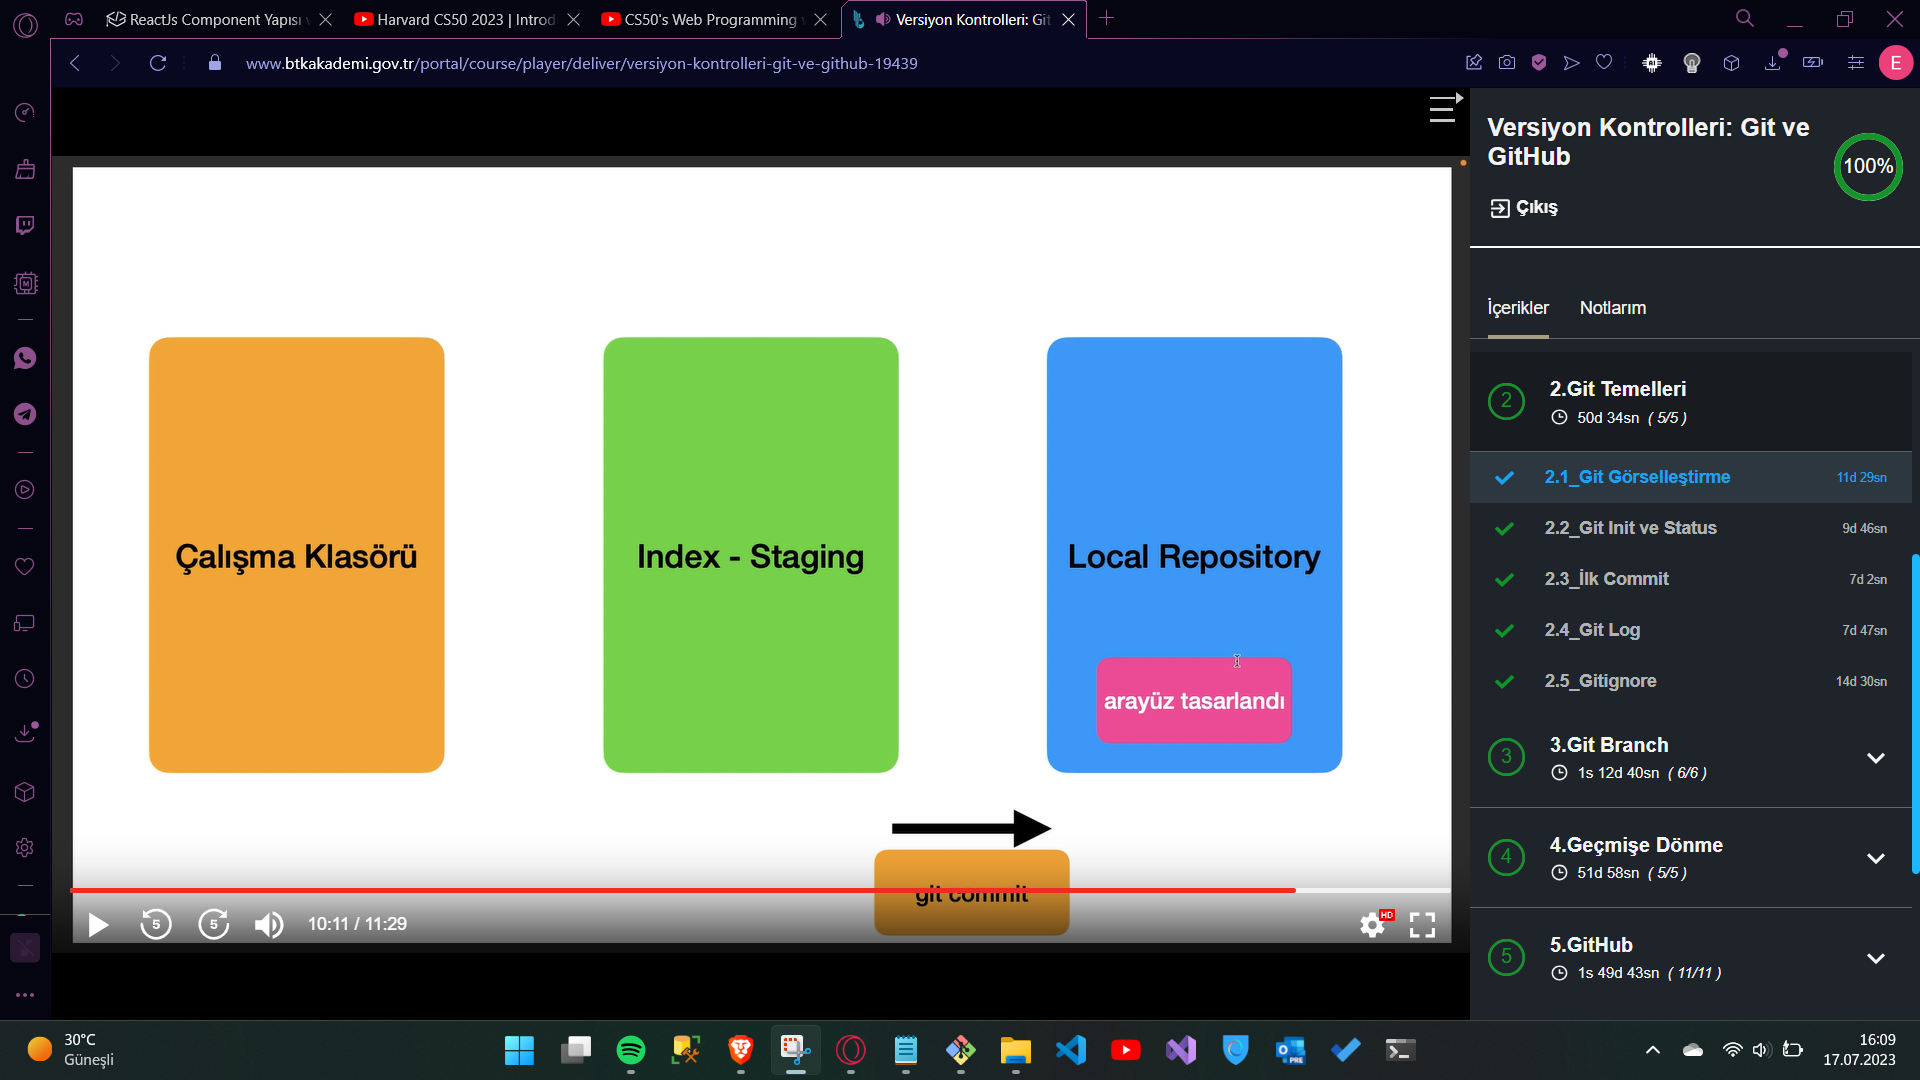 ReactJs Component Yapısı
Harvard CS50 2023 | Introd
CS50's Web Programming
Versiyon Kontrolleri: Git
www.btkakademi.gov.tr/portal/course/player/deliver/versiyon-kontrolleri-git-ve-github-19439
E
Versiyon Kontrolleri: Git ve
GitHub
100%
Çıkış
İçerikler
Notlarım
Çalışma Klasörü
Index - Staging
Local Repository
arayüz tasarlandı
git commit
5
5
10:11 / 11:29
HD
2
2.Git Temelleri
50d 34sn ( 5/5 )
2.1_Git Görselleştirme
11d 29sn
2.2_Git Init ve Status
9d 46sn
2.3_İlk Commit
7d 2sn
2.4_Git Log
7d 47sn
2.5_Gitignore
14d 30sn
3
3.Git Branch
1s 12d 40sn ( 6/6 )
4
4.Geçmişe Dönme
51d 58sn ( 5/5 )
5
5.GitHub
1s 49d 43sn ( 11/11 )
30°C
Güneşli
PRE
16:09
17.07.2023